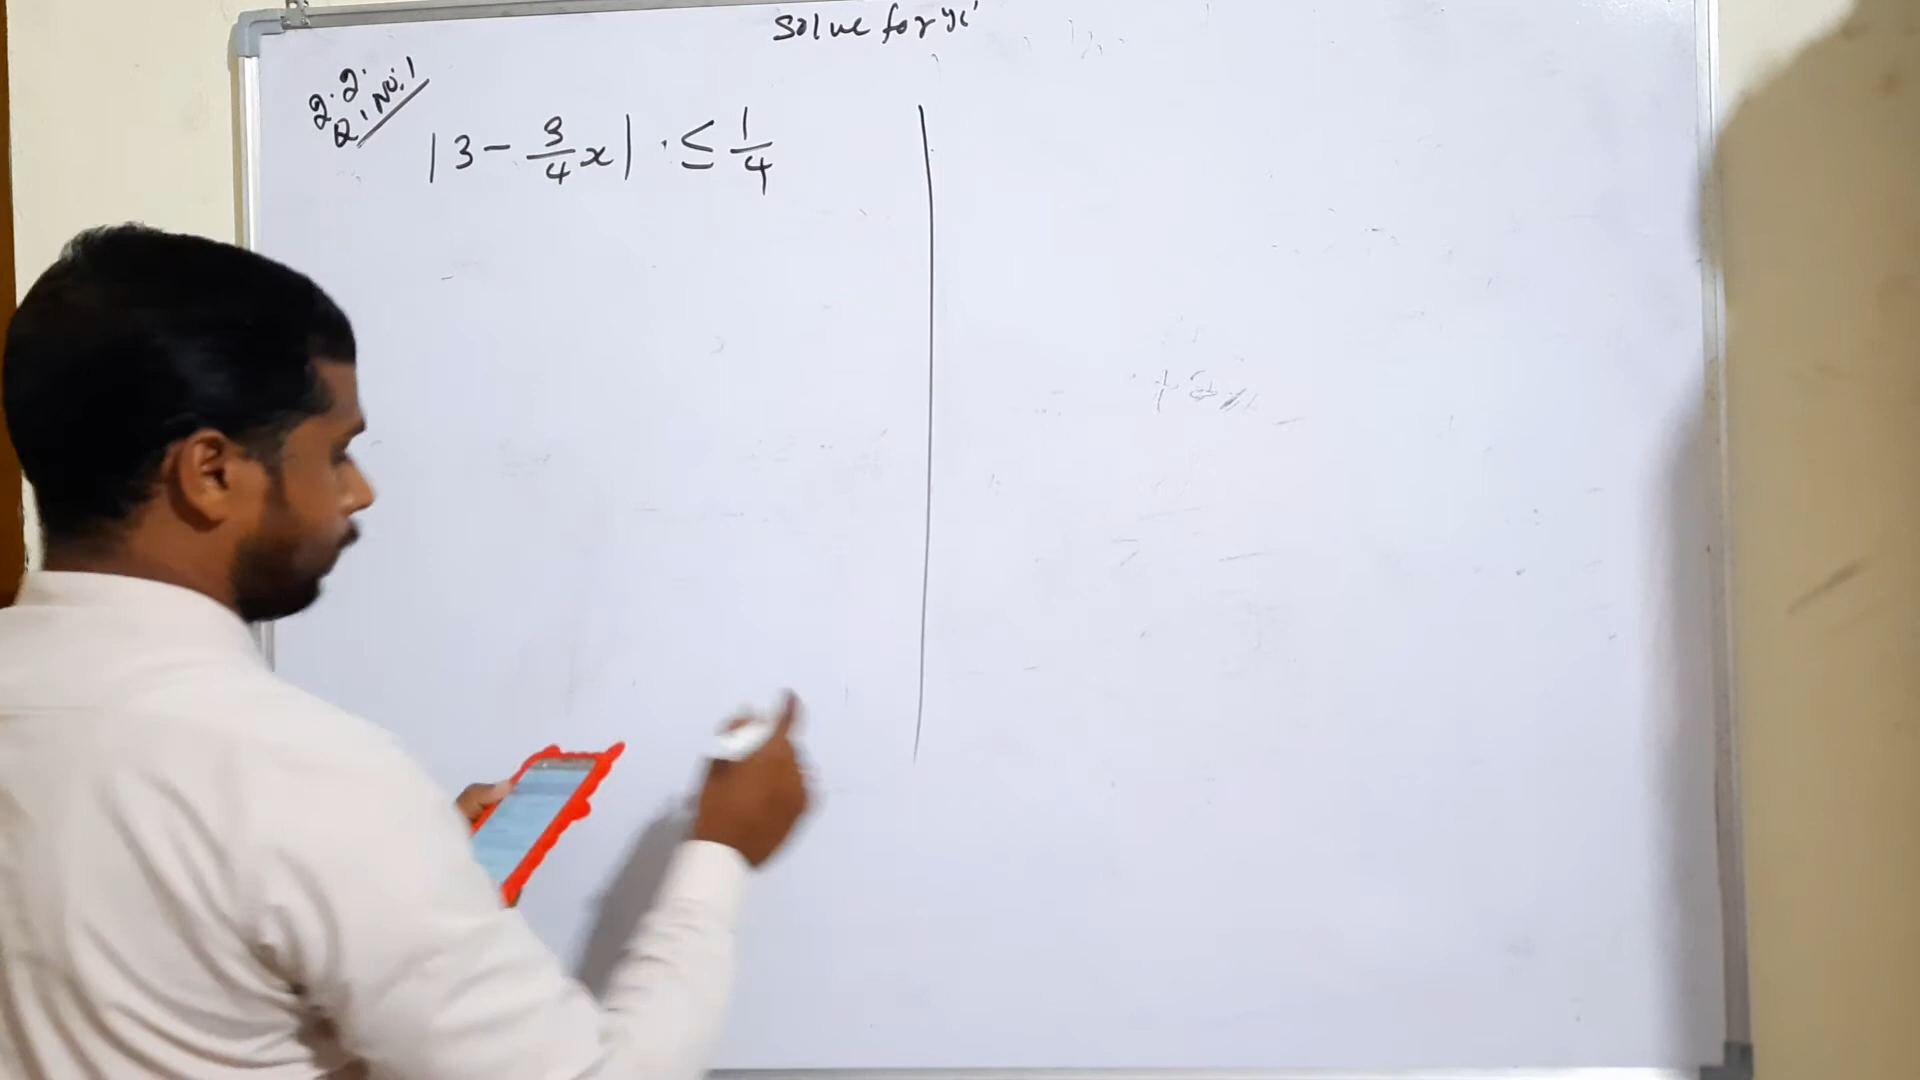 Solve for x'
2.2.
Q. No. 1
|3 - 3/4 x| ≤ 1/4